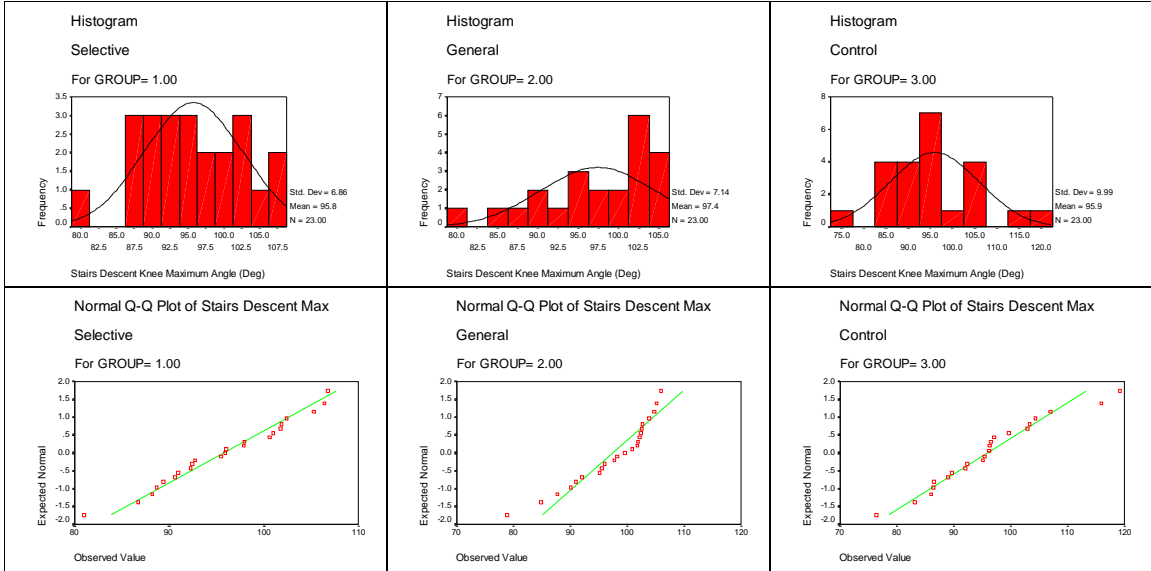 Histogram
Selective
For GROUP= 1.00
3.5
3.0
2.5
2.0
1.5
1.0
.5
0.0
Frequency
80.0 85.0 90.0 95.0 100.0 105.0
82.5 87.5 92.5 97.5 102.5 107.5
Std. Dev = 6.86
Mean = 95.8
N = 23.00
Stairs Descent Knee Maximum Angle (Deg)
Histogram
General
For GROUP= 2.00
7
6
5
4
3
2
1
0
Frequency
80.0 85.0 90.0 95.0 100.0 105.0
82.5 87.5 92.5 97.5 102.5
Std. Dev = 7.14
Mean = 97.4
N = 23.00
Stairs Descent Knee Maximum Angle (Deg)
Histogram
Control
For GROUP= 3.00
8
6
4
2
0
Frequency
75.0 85.0 95.0 105.0 115.0
80.0 90.0 100.0 110.0 120.0
Std. Dev = 9.99
Mean = 95.9
N = 23.00
Stairs Descent Knee Maximum Angle (Deg)
Normal Q-Q Plot of Stairs Descent Max
Selective
For GROUP= 1.00
2.0
1.5
1.0
.5
0.0
-.5
-1.0
-1.5
-2.0
Expected Normal
80 90 100 110
Observed Value
Normal Q-Q Plot of Stairs Descent Max
General
For GROUP= 2.00
2.0
1.5
1.0
.5
0.0
-.5
-1.0
-1.5
-2.0
Expected Normal
70 80 90 100 110 120
Observed Value
Normal Q-Q Plot of Stairs Descent Max
Control
For GROUP= 3.00
2.0
1.5
1.0
.5
0.0
-.5
-1.0
-1.5
-2.0
Expected Normal
70 80 90 100 110 120
Observed Value